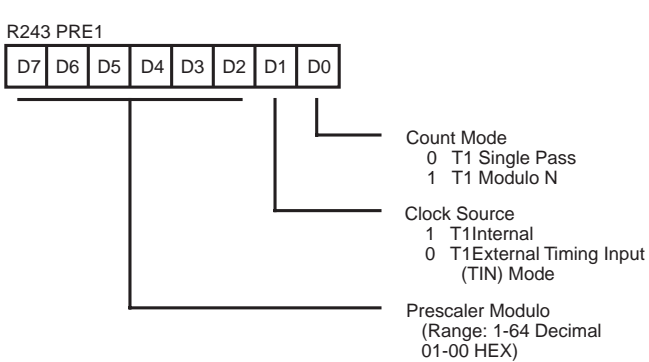 R243 PRE1
D7 D6 D5 D4 D3 D2 D1 D0
Count Mode
0 T1 Single Pass
1 T1 Modulo N
Clock Source
1 T1Internal
0 T1External Timing Input
(TIN) Mode
Prescaler Modulo
(Range: 1-64 Decimal
01-00 HEX)